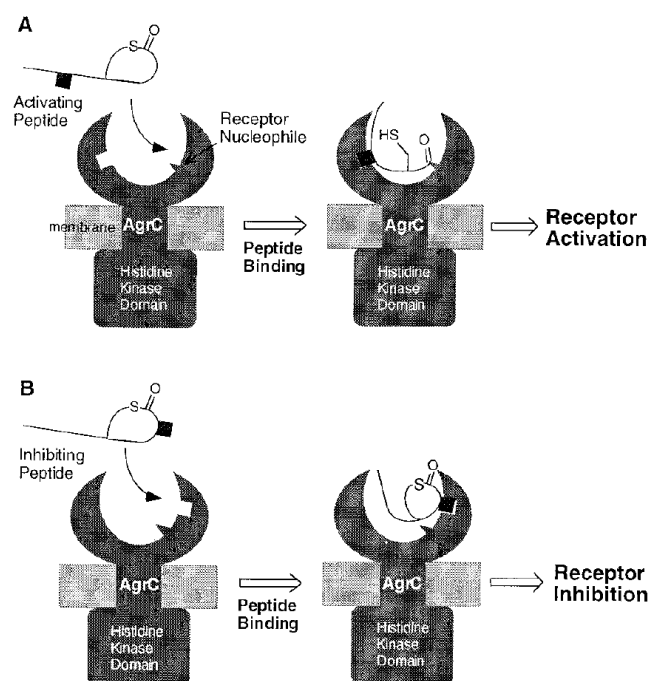 A
S
O
Activating
Peptide
Receptor
Nucleophile
HS
O
membrane
AgrC
AgrC
Peptide
Binding
Receptor
Activation
Histidine
Kinase
Domain
Histidine
Kinase
Domain
B
S
O
Inhibiting
Peptide
S
O
AgrC
AgrC
Peptide
Binding
Receptor
Inhibition
Histidine
Kinase
Domain
Histidine
Kinase
Domain